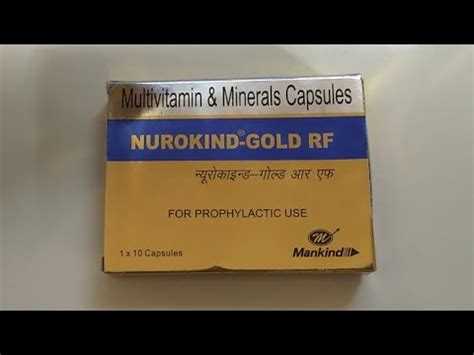 Multivitamin & Minerals Capsules
NUROKIND®-GOLD RF
न्यूरोकाइन्ड-गोल्ड आर एफ
FOR PROPHYLACTIC USE
1 x 10 Capsules
m
Mankind